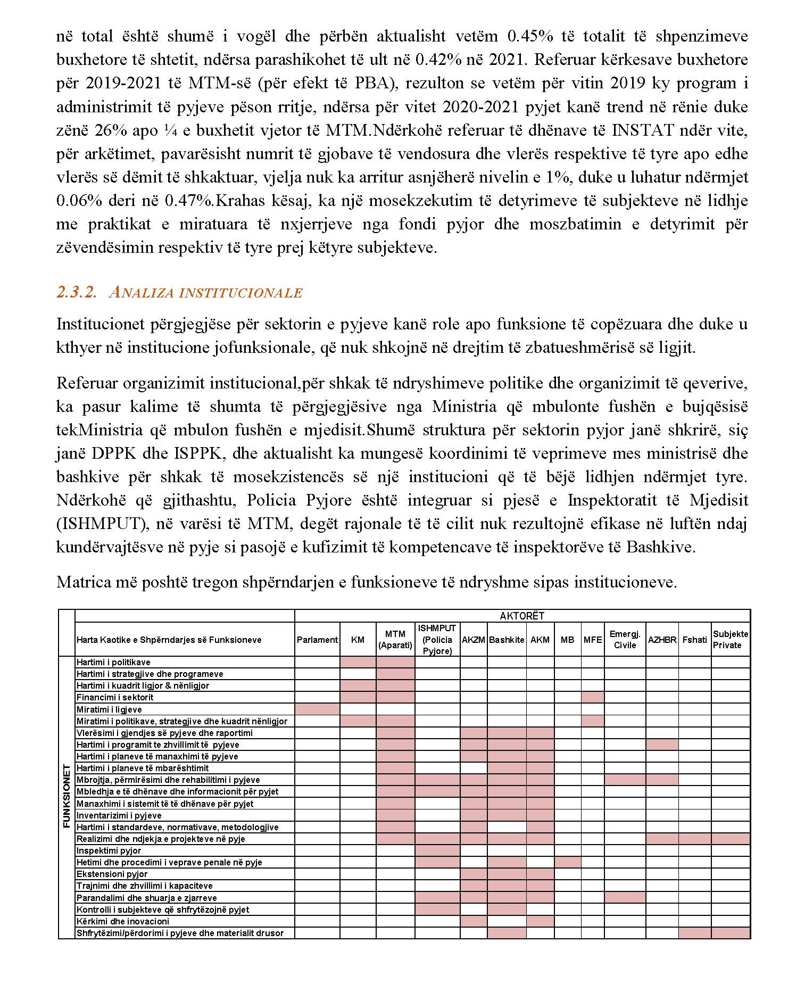 në total është shumë i vogël dhe përbën aktualisht vetëm 0.45% të totalit të shpenzimeve
buxhetore të shtetit, ndërsa parashikohet të ult në 0.42% në 2021. Referuar kërkesave buxhetore
për 2019-2021 të MTM-së (për efekt të PBA), rezulton se vetëm për vitin 2019 ky program i
administrimit të pyjeve pëson rritje, ndërsa për vitet 2020-2021 pyjet kanë trend në rënie duke
zënë 26% apo ¼ e buxhetit vjetor të MTM.Ndërkohë referuar të dhënave të INSTAT ndër vite,
për arkëtimet, pavarësisht numrit të gjobave të vendosura dhe vlerës respektive të tyre apo edhe
vlerës së dëmit të shkaktuar, vjelja nuk ka arritur asnjëherë nivelin e 1%, duke u luhatur ndërmjet
0.06% deri në 0.47%.Krahas kësaj, ka një mosekzekutim të detyrimeve të subjekteve në lidhje
me praktikat e miratuara të nxjerrjeve nga fondi pyjor dhe moszbatimin e detyrimit për
zëvendësimin respektiv të tyre prej këtyre subjekteve.
2.3.2. ANALIZA INSTITUCIONALE
Institucionet përgjegjëse për sektorin e pyjeve kanë role apo funksione të copëzuara dhe duke u
kthyer në institucione jofunksionale, që nuk shkojnë në drejtim të zbatueshmërisë së ligjit.
Referuar organizimit institucional,për shkak të ndryshimeve politike dhe organizimit të qeverive,
ka pasur kalime të shumta të përgjegjësive nga Ministria që mbulonte fushën e bujqësisë
tekMinistria që mbulon fushën e mjedisit.Shumë struktura për sektorin pyjor janë shkrirë, siç
janë DPPK dhe ISPPK, dhe aktualisht ka mungesë koordinimi të veprimeve mes ministrisë dhe
bashkive për shkak të mosekzistencës së një institucioni që të bëjë lidhjen ndërmjet tyre.
Ndërkohë që gjithashtu, Policia Pyjore është integruar si pjesë e Inspektoratit të Mjedisit
(ISHMPUT), në varësi të MTM, degët rajonale të të cilit nuk rezultojnë efikase në luftën ndaj
kundërvajtësve në pyje si pasojë e kufizimit të kompetencave të inspektorëve të Bashkive.
Matrica më poshtë tregon shpërndarjen e funksioneve të ndryshme sipas institucioneve.
AKTORËT
Harta Kaotike e Shpërndarjes së Funksioneve Parlament KM MTM (Aparati) ISHMPUT (Policia Pyjore) AKZM Bashkite AKM MB MFE Emergj. Civile AZHBR Fshati Subjekte Private
FUNKSIONET
Hartimi i politikave
Hartimi i strategjive dhe programeve
Hartimi i kuadrit ligjor & nënligjor
Financimi i sektorit
Miratimi i ligjeve
Miratimi i politikave, strategjive dhe kuadrit nënligjor
Vlerësimi i gjendjes së pyjeve dhe raportimi
Hartimi i programit te zhvillimit të pyjeve
Hartimi i planeve të manaxhimi të pyjeve
Hartimi i planeve të mbarështimit
Mbrojtja, përmirësimi dhe rehabilitimi i pyjeve
Mbledhja e të dhënave dhe informacionit për pyjet
Manaxhimi i sistemit të të dhënave për pyjet
Inventarizimi i pyjeve
Hartimi i standardeve, normativave, metodologjive
Realizimi dhe ndjekja e projekteve në pyje
Inspektimi pyjor
Hetimi dhe procedimi i veprave penale në pyje
Ekstensioni pyjor
Trajnimi dhe zhvillimi i kapaciteve
Parandalimi dhe shuarja e zjarreve
Kontrolli i subjekteve që shfrytëzojnë pyjet
Kërkimi dhe inovacioni
Shfrytëzimi/përdorimi i pyjeve dhe materialit drusor